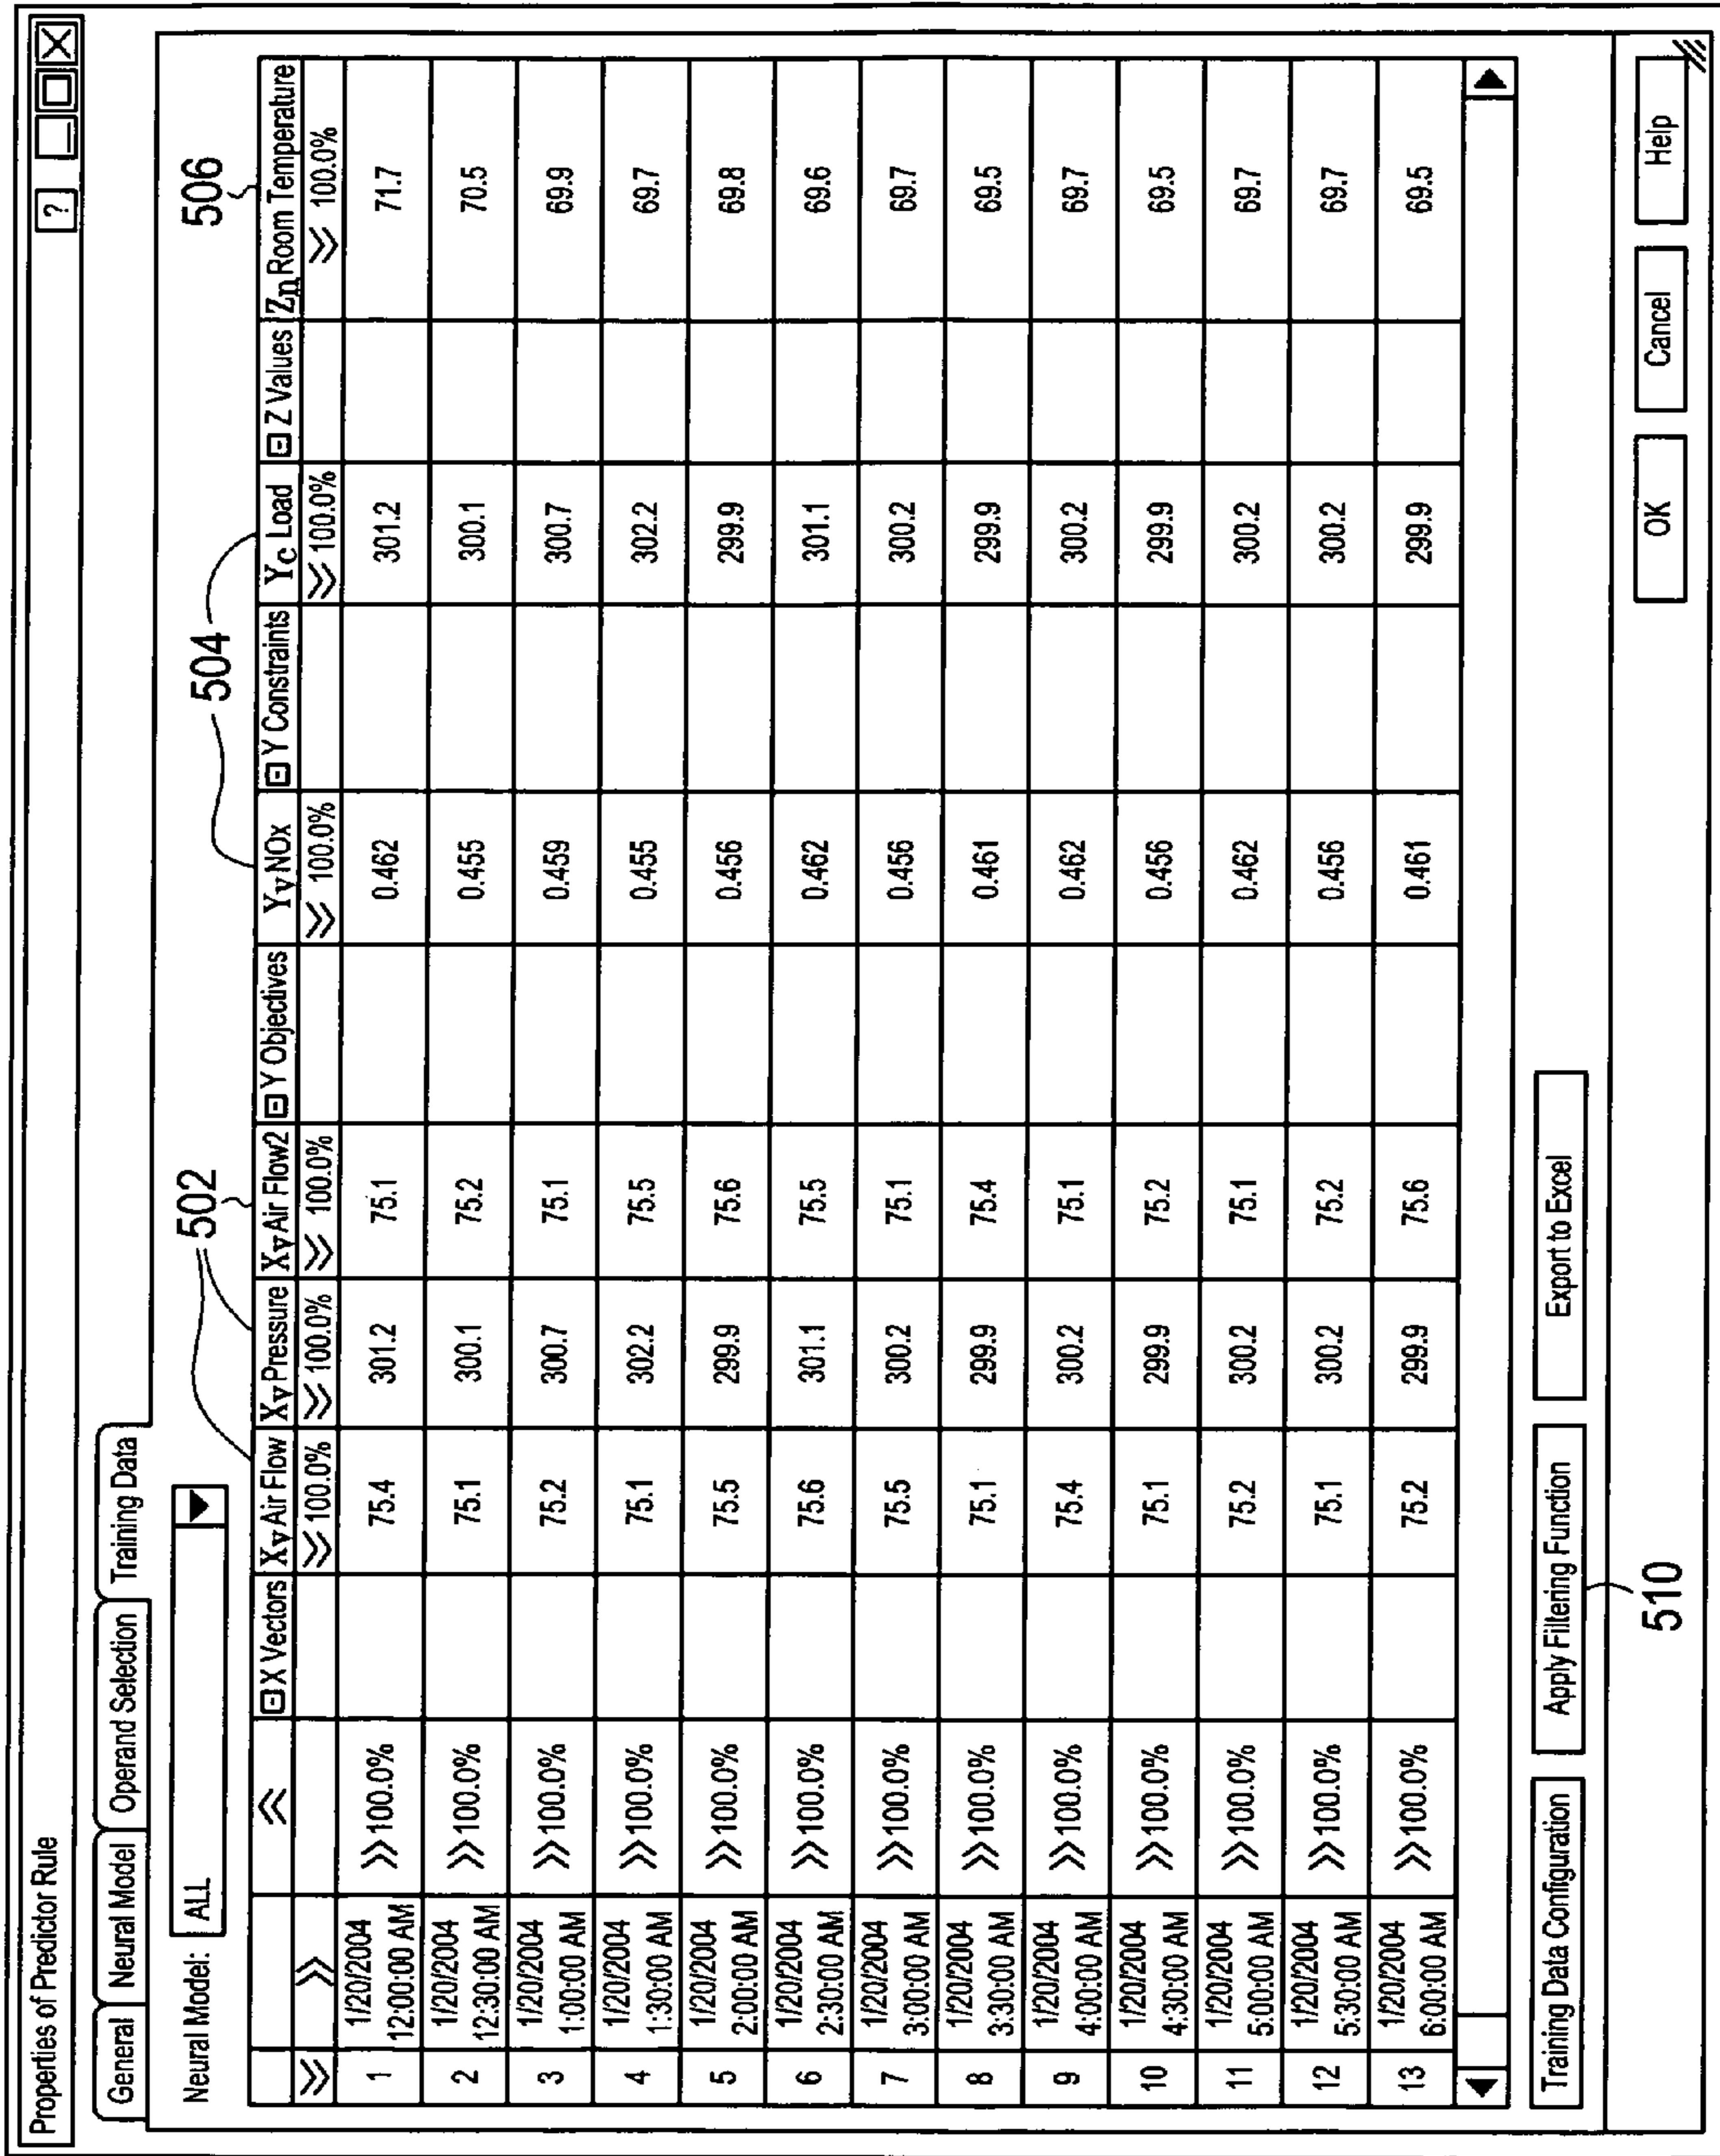 Properties of Predictor Rule ?
General Neural Model Operand Selection Training Data
Neural Model: ALL
502 504 506
X Vectors Xv Air Flow Xv Pressure Xv Air Flow2 Y Objectives Yv NOx Y Constraints Yc Load Z Values Zn Room Temperature
100.0% 100.0% 100.0% 100.0% 100.0% 100.0%
1 1/20/2004 12:00:00 AM 100.0% 75.4 301.2 75.1 0.462 301.2 71.7
2 1/20/2004 12:30:00 AM 100.0% 75.1 300.1 75.2 0.455 300.1 70.5
3 1/20/2004 1:00:00 AM 100.0% 75.2 300.7 75.1 0.459 300.7 69.9
4 1/20/2004 1:30:00 AM 100.0% 75.1 302.2 75.5 0.455 302.2 69.7
5 1/20/2004 2:00:00 AM 100.0% 75.5 299.9 75.6 0.456 299.9 69.8
6 1/20/2004 2:30:00 AM 100.0% 75.6 301.1 75.5 0.462 301.1 69.6
7 1/20/2004 3:00:00 AM 100.0% 75.5 300.2 75.1 0.456 300.2 69.7
8 1/20/2004 3:30:00 AM 100.0% 75.1 299.9 75.4 0.461 299.9 69.5
9 1/20/2004 4:00:00 AM 100.0% 75.4 300.2 75.1 0.462 300.2 69.7
10 1/20/2004 4:30:00 AM 100.0% 75.1 299.9 75.2 0.456 299.9 69.5
11 1/20/2004 5:00:00 AM 100.0% 75.2 300.2 75.1 0.462 300.2 69.7
12 1/20/2004 5:30:00 AM 100.0% 75.1 300.2 75.2 0.456 300.2 69.7
13 1/20/2004 6:00:00 AM 100.0% 75.2 299.9 75.6 0.461 299.9 69.5
Training Data Configuration Apply Filtering Function Export to Excel
510
OK Cancel Help